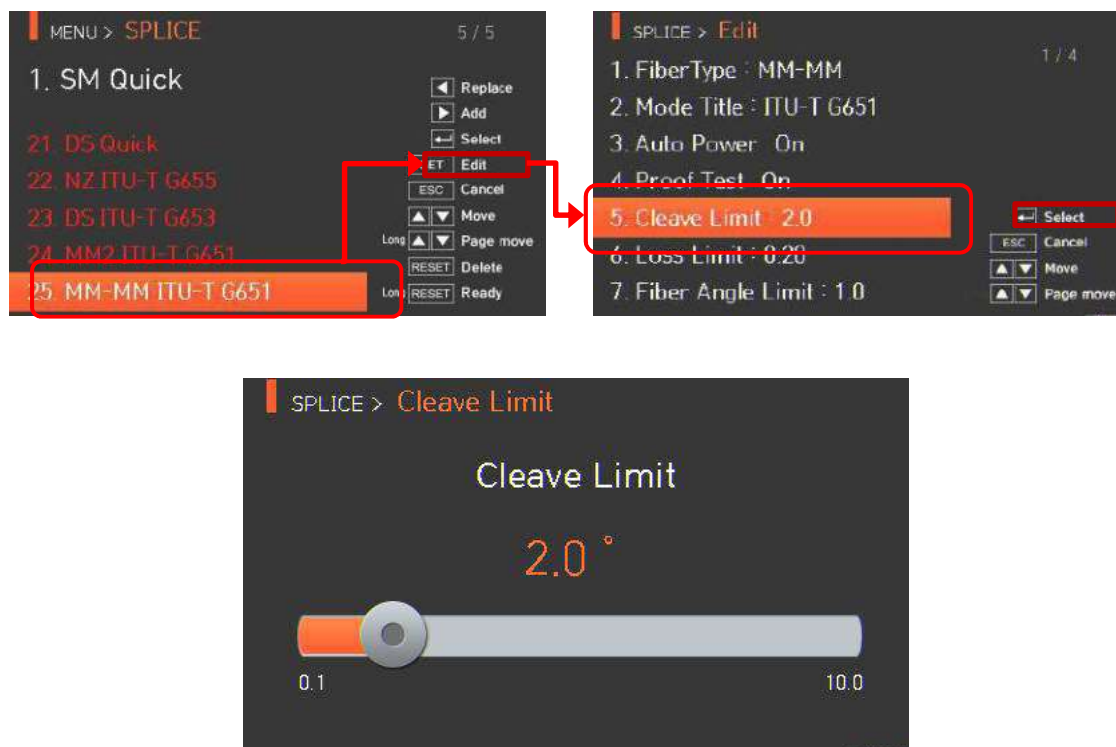 MENU > SPLICE 5 / 5
1. SM Quick
21. DS Quick
22. NZ ITU-T G655
23. DS ITU-T G653
24. MM2 ITU-T G651
25. MM-MM ITU-T G651
Replace
Add
Select
ET Edit
ESC Cancel
Move
Long Page move
RESET Delete
Long RESET Ready
SPLICE > Edit
1 / 4
1. FiberType : MM-MM
2. Mode Title : ITU-T G651
3. Auto Power On
4. Proof Test On
5. Cleave Limit : 2.0
6. Loss Limit : 0.20
7. Fiber Angle Limit : 1.0
Select
ESC Cancel
Move
Page move
SPLICE > Cleave Limit
Cleave Limit
2.0 °
0.1 10.0